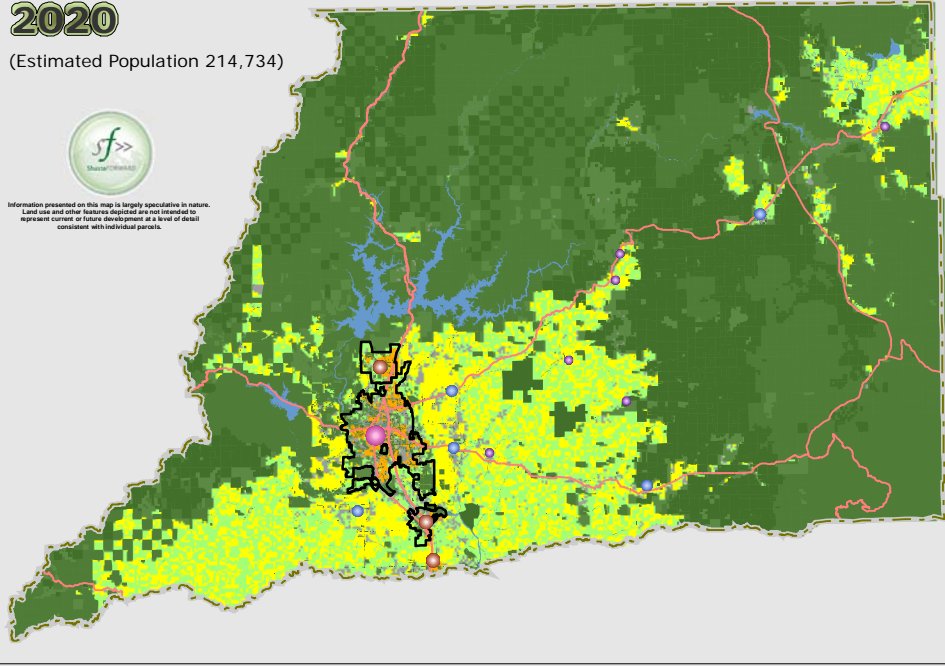 2020
(Estimated Population 214,734)
sf>>
ShastaFORWARD
Information presented on this map is largely speculative in nature.
Land use and other features depicted are not intended to
represent current or future development at a level of detail
consistent with individual parcels.